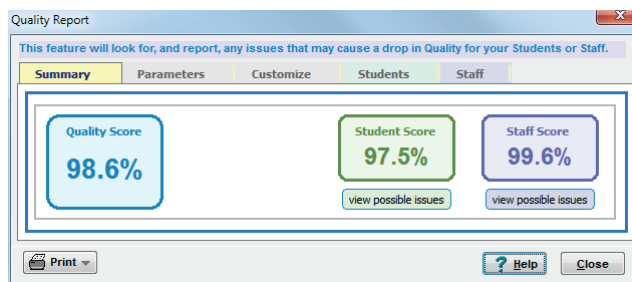 Quality Report
This feature will look for, and report, any issues that may cause a drop in Quality for your Students or Staff.
Summary Parameters Customize Students Staff
Quality Score
98.6%
Student Score
97.5%
view possible issues
Staff Score
99.6%
view possible issues
Print
? Help
Close